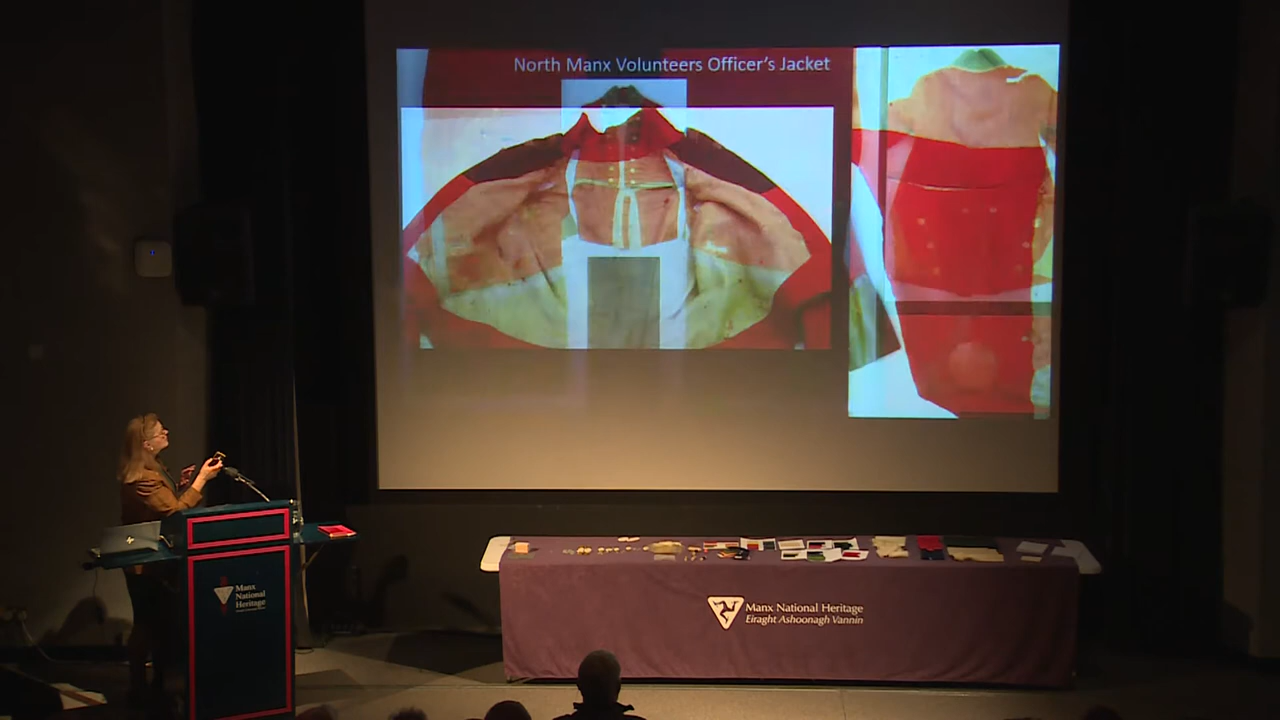 North Manx Volunteers Officer's Jacket
Manx
National
Heritage
Manx National Heritage
Eiraght Ashoonagh Vannin